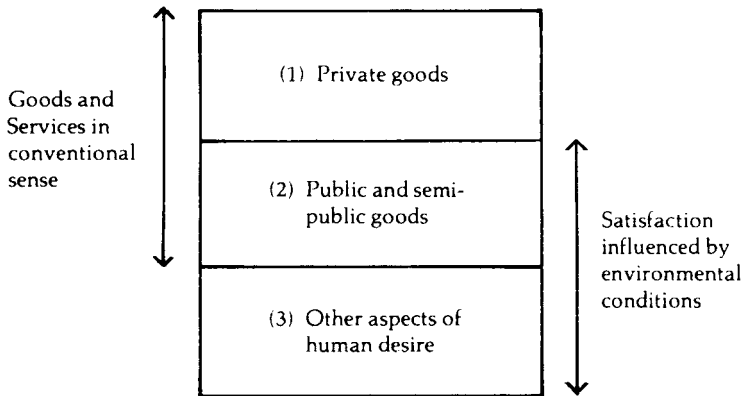 Goods and
Services in
conventional
sense
(1) Private goods
(2) Public and semi-
public goods
(3) Other aspects of
human desire
Satisfaction
influenced by
environmental
conditions